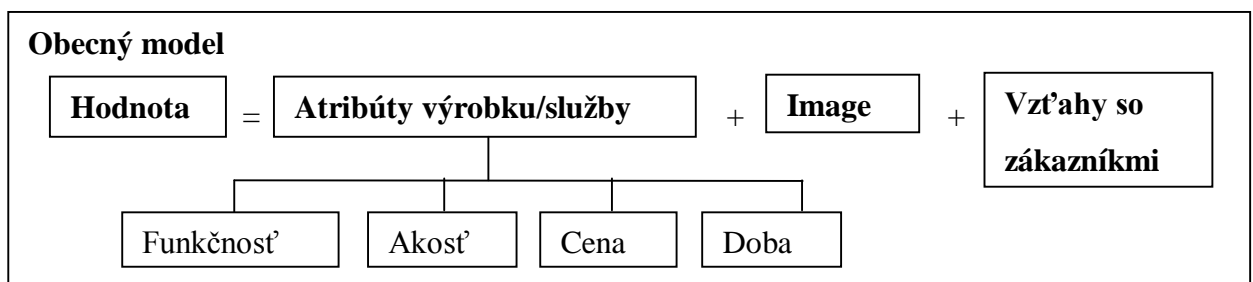 Obecný model
Hodnota = Atribúty výrobku/služby + Image + Vzťahy so
zákazníkmi
Funkčnosť Akosť Cena Doba